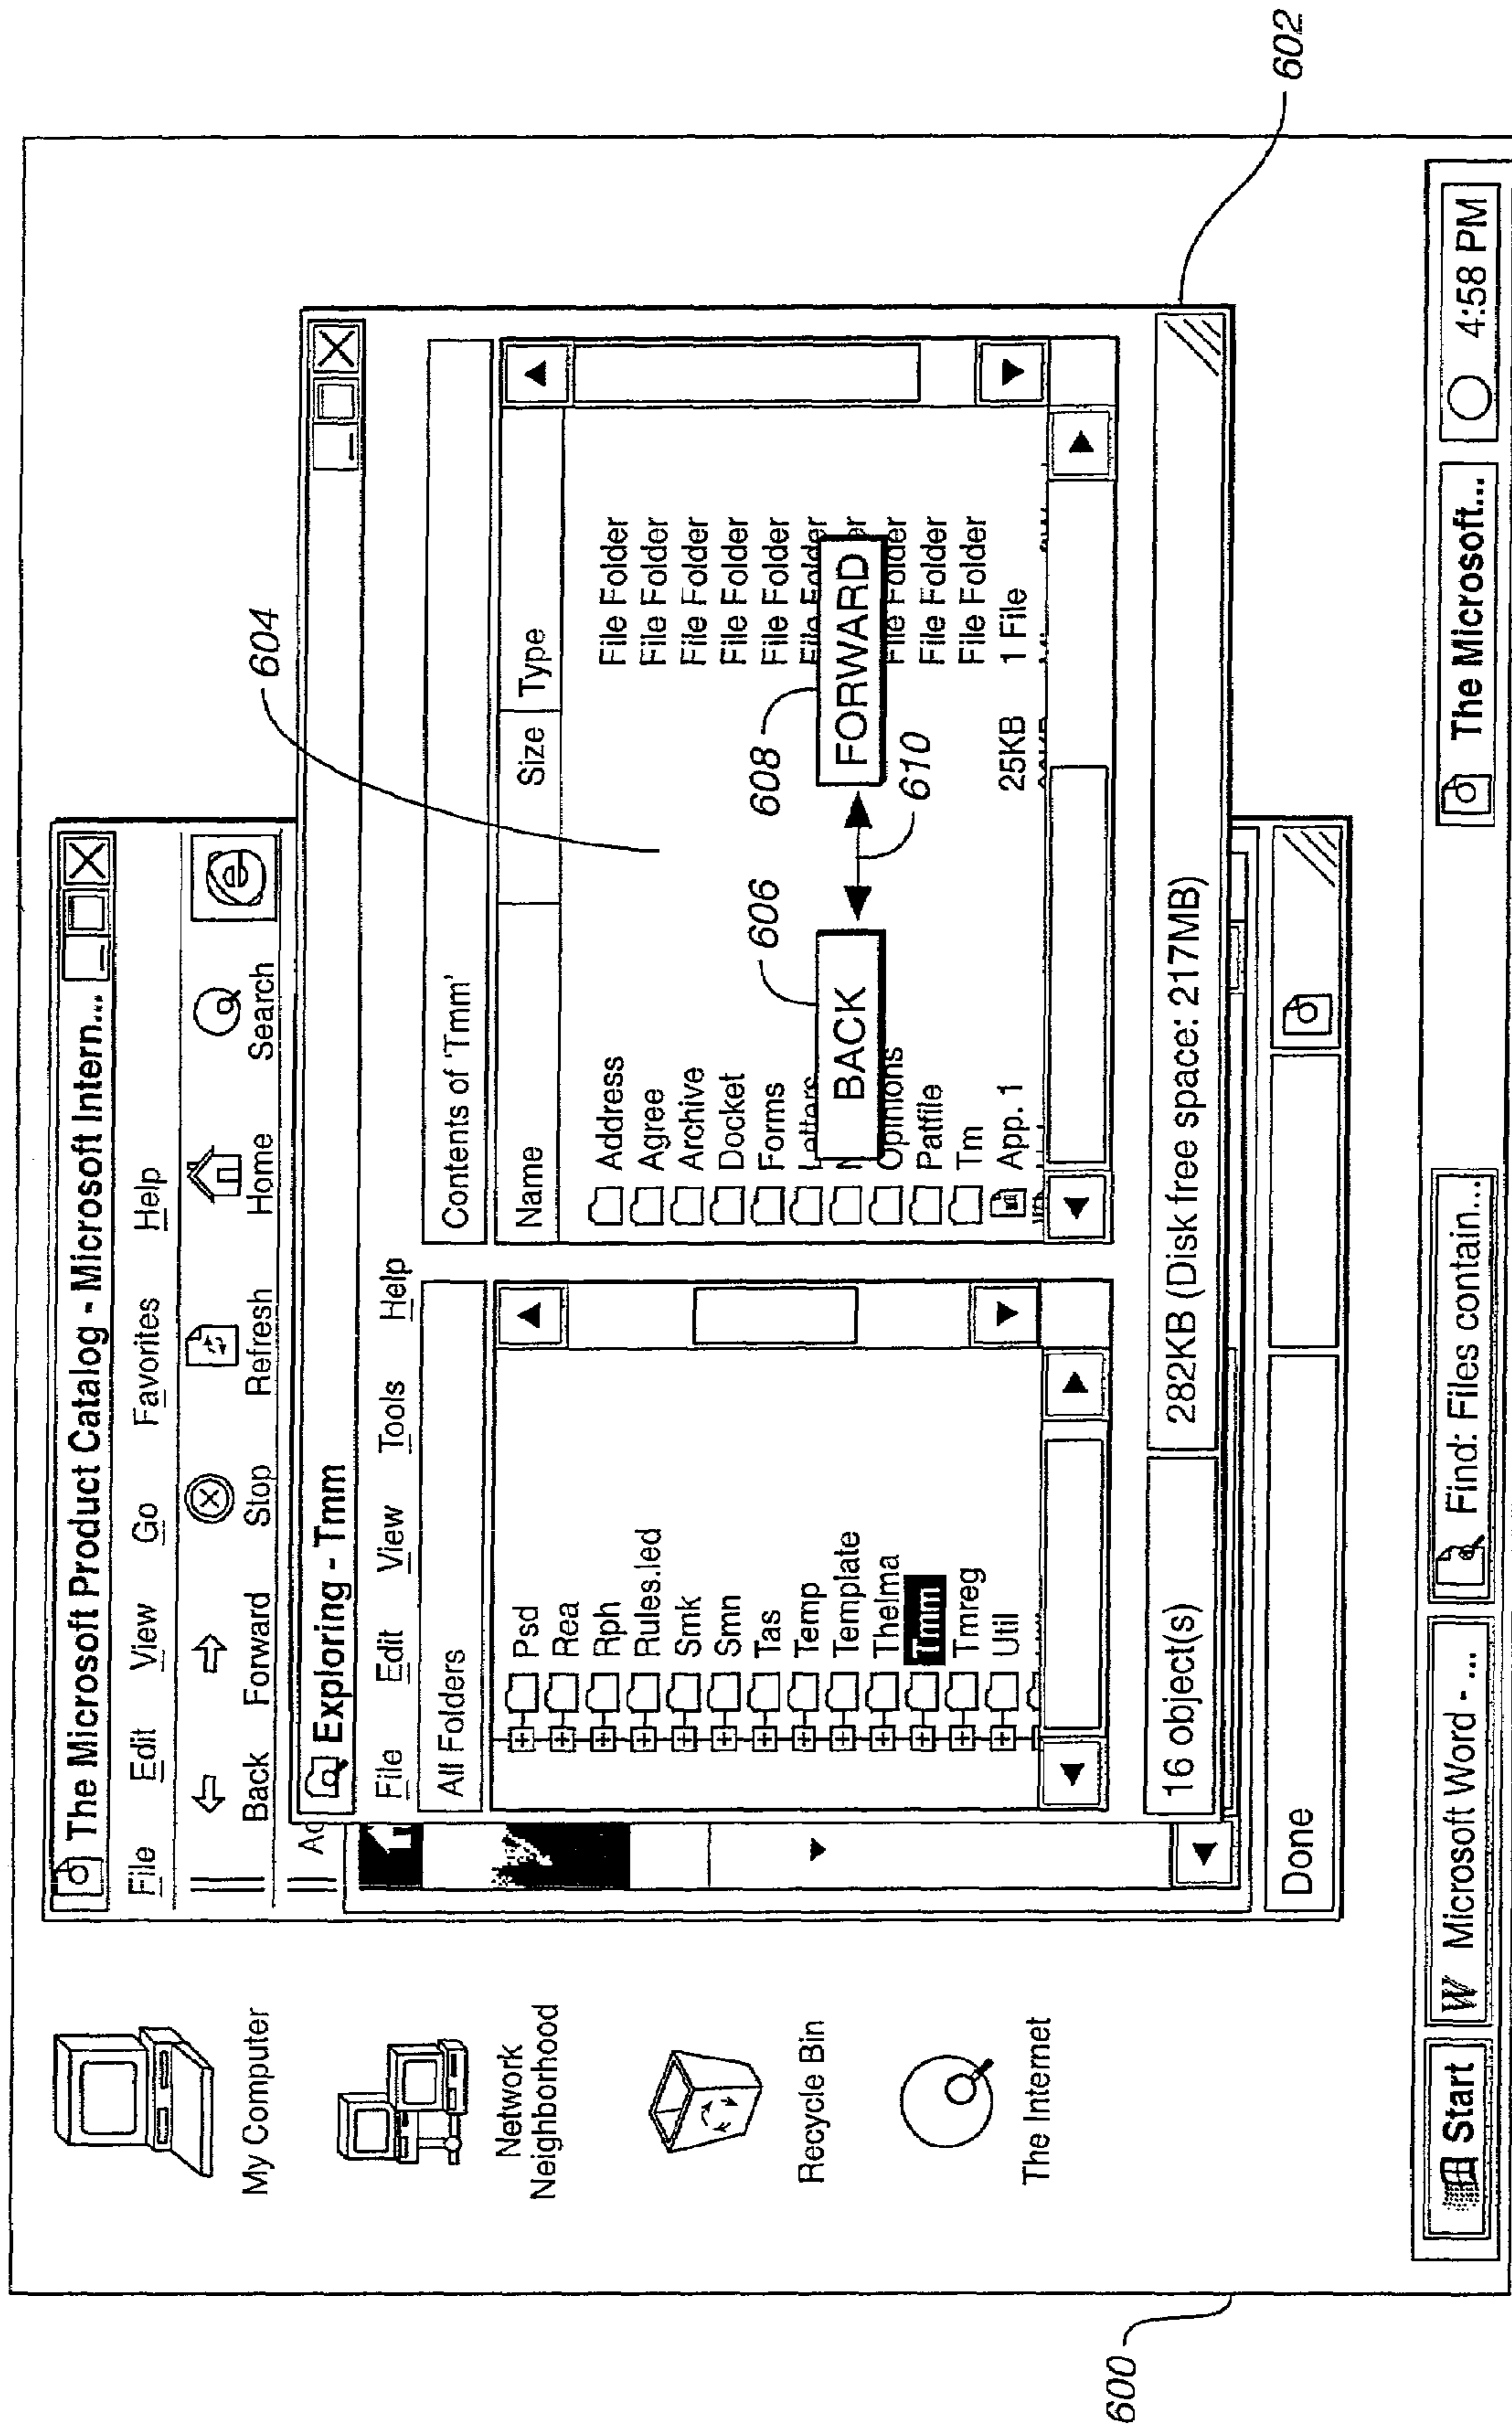 The Microsoft Product Catalog - Microsoft Intern...
File Edit View Go Favorites Help
Back Forward Stop Refresh Home Search
My Computer
Network
Neighborhood
Recycle Bin
The Internet
Exploring - Tmm
File Edit View Tools Help
All Folders
Psd
Rea
Rph
Rules.led
Smk
Smn
Tas
Temp
Template
Thelma
Tmm
Tmreg
Util
Contents of 'Tmm'
Name Size Type
Address File Folder
Agree File Folder
Archive File Folder
Docket File Folder
Forms File Folder
Letters File Folder
Opinions File Folder
Patfile File Folder
Tm File Folder
App. 1 25KB 1 File
BACK
FORWARD
604
606
608
610
16 object(s)
282KB (Disk free space: 217MB)
Done
Start
W Microsoft Word - ...
Find: Files contain...
The Microsoft...
4:58 PM
600
602